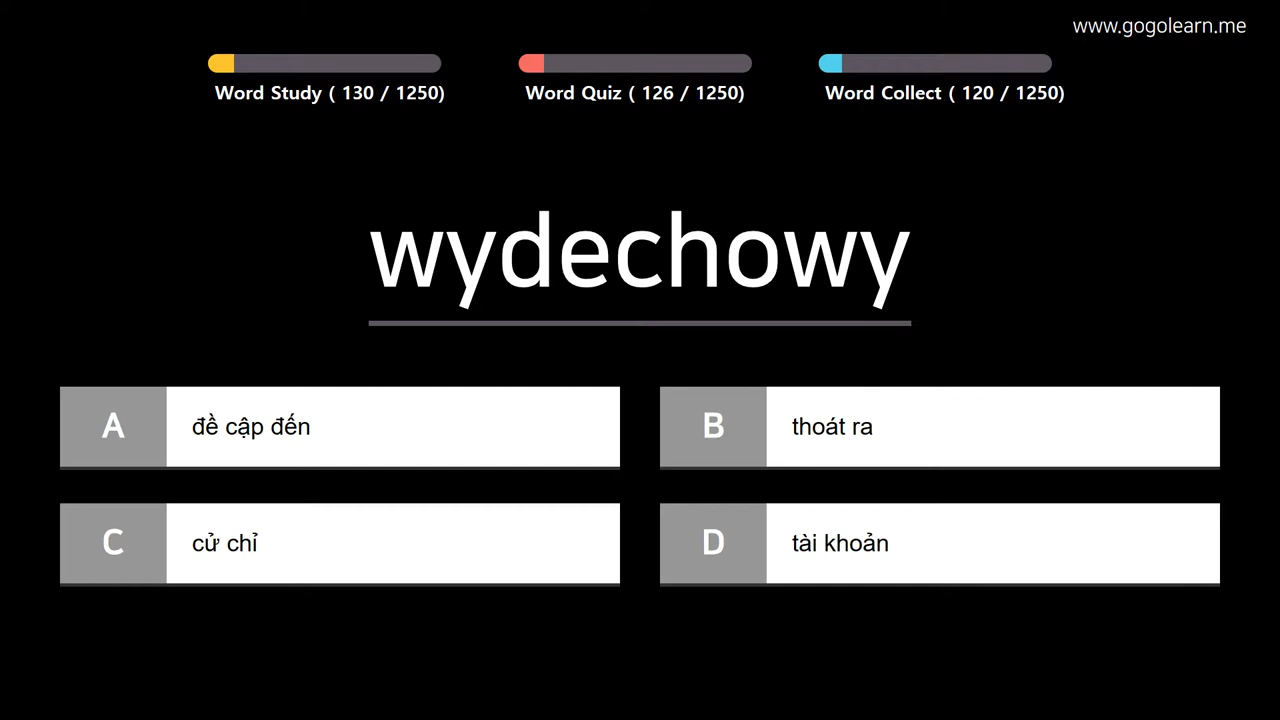 www.gogolearn.me
Word Study ( 130 / 1250)
Word Quiz ( 126 / 1250)
Word Collect ( 120 / 1250)
wydechowy
A đề cập đến
B thoát ra
C cử chỉ
D tài khoản